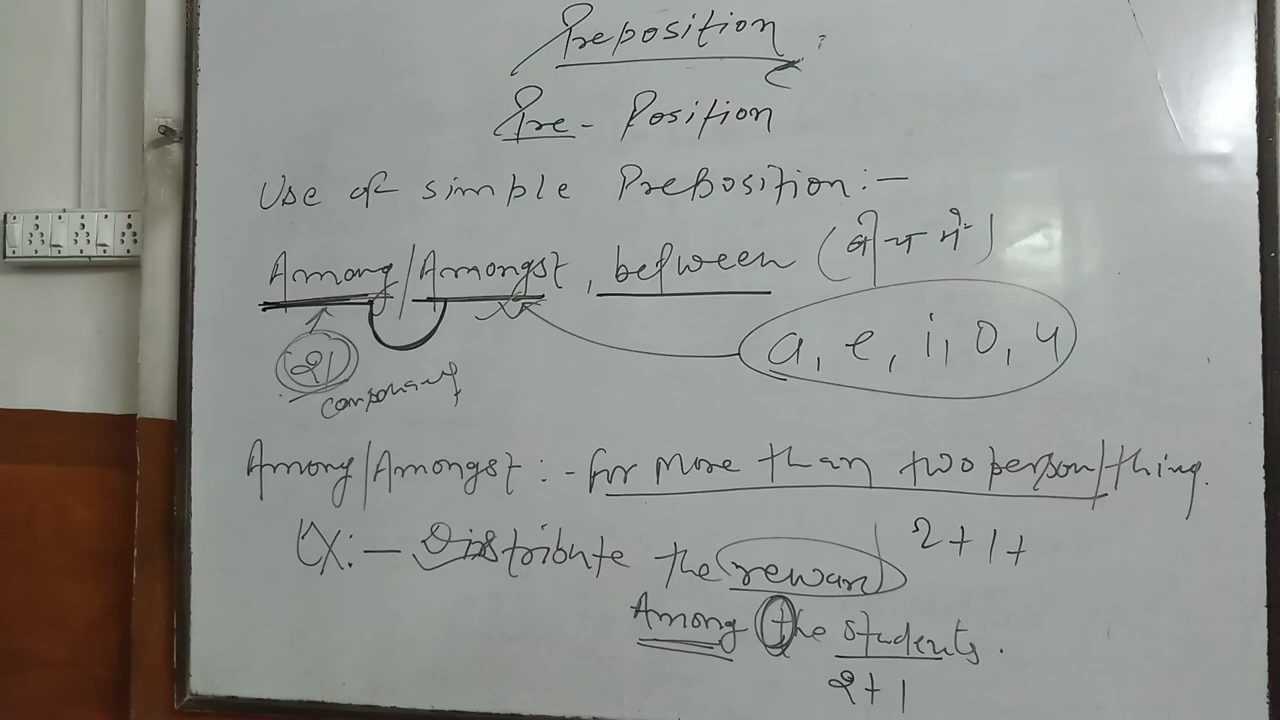 Preposition
Pre - Position
Use of simple Preposition :-
Among/Amongst, between (बीच में)
a, e, i, o, u
Among/Amongst : - for more than two person/thing.
Ex: - Distribute the reward 2+1+
Among the students.
2+1